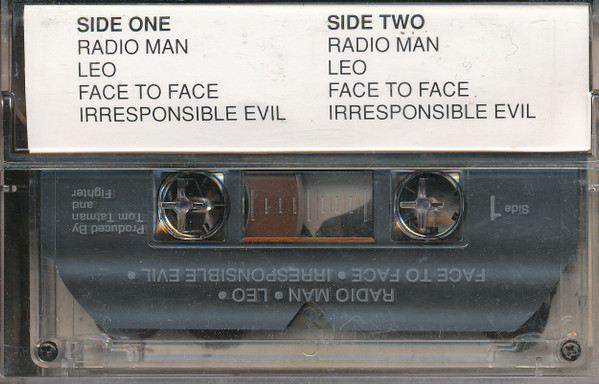 SIDE ONE
RADIO MAN
LEO
FACE TO FACE
IRRESPONSIBLE EVIL
SIDE TWO
RADIO MAN
LEO
FACE TO FACE
IRRESPONSIBLE EVIL
RADIO MAN • LEO •
FACE TO FACE • IRRESPONSIBLE EVIL •
Side 1
Produced By
Tom Tatman
and
Fighter